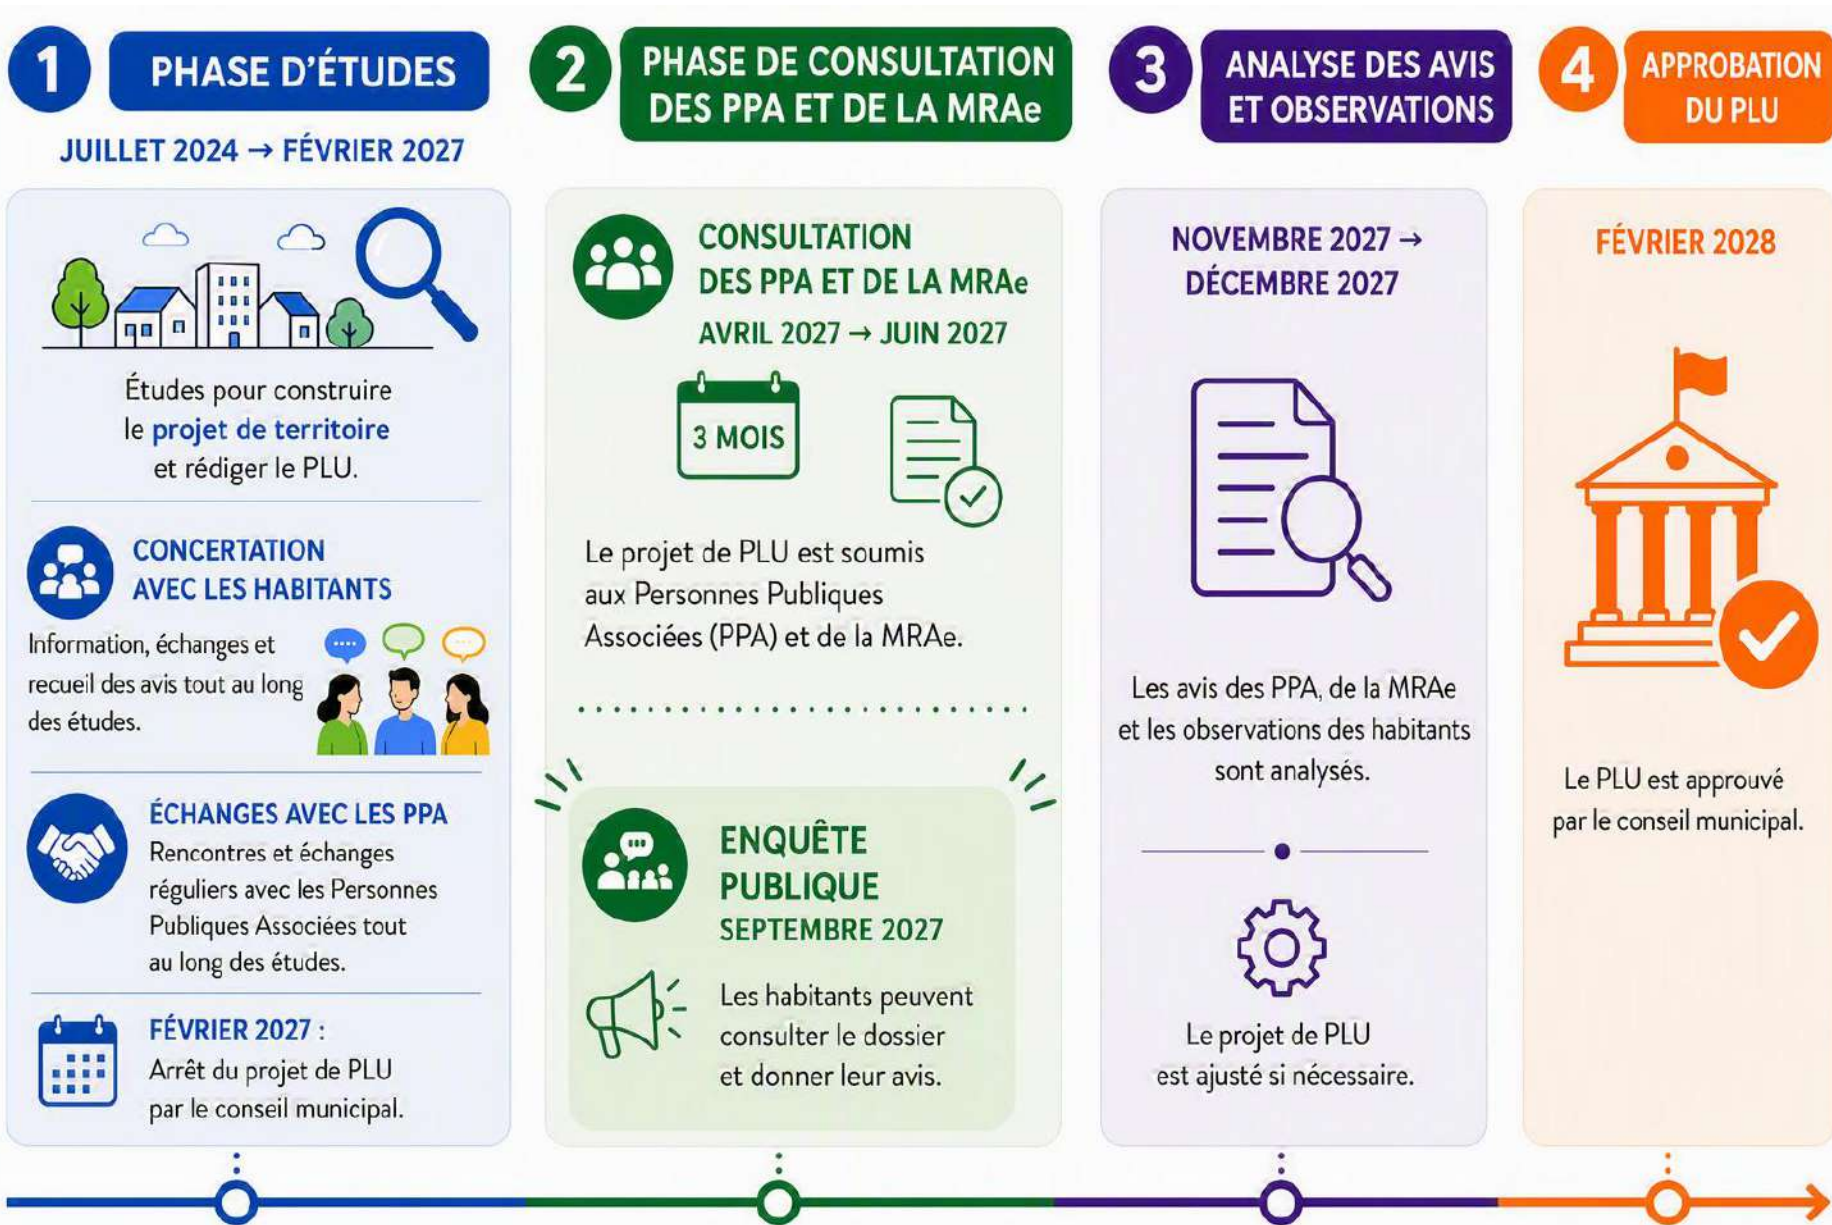 1
PHASE D'ÉTUDES
JUILLET 2024 → FÉVRIER 2027
Études pour construire
le projet de territoire
et rédiger le PLU.
CONCERTATION
AVEC LES HABITANTS
Information, échanges et
recueil des avis tout au long
des études.
ÉCHANGES AVEC LES PPA
Rencontres et échanges
réguliers avec les Personnes
Publiques Associées tout
au long des études.
FÉVRIER 2027 :
Arrêt du projet de PLU
par le conseil municipal.
2
PHASE DE CONSULTATION
DES PPA ET DE LA MRAe
CONSULTATION
DES PPA ET DE LA MRAe
AVRIL 2027 → JUIN 2027
3 MOIS
Le projet de PLU est soumis
aux Personnes Publiques
Associées (PPA) et de la MRAe.
ENQUÊTE
PUBLIQUE
SEPTEMBRE 2027
Les habitants peuvent
consulter le dossier
et donner leur avis.
3
ANALYSE DES AVIS
ET OBSERVATIONS
NOVEMBRE 2027 →
DÉCEMBRE 2027
Les avis des PPA, de la MRAe
et les observations des habitants
sont analysés.
Le projet de PLU
est ajusté si nécessaire.
4
APPROBATION
DU PLU
FÉVRIER 2028
Le PLU est approuvé
par le conseil municipal.